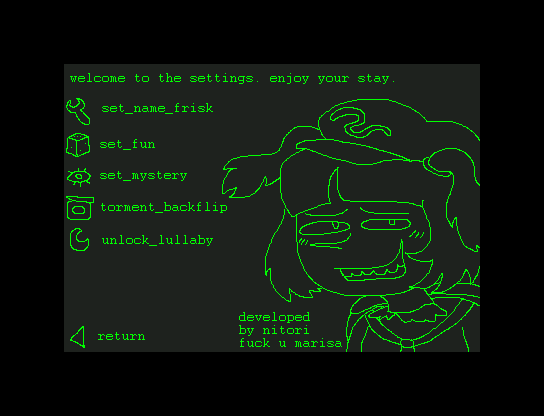 welcome to the settings. enjoy your stay.
set_name_frisk
set_fun
set_mystery
torment_backflip
unlock_lullaby
developed
by nitori
fuck u marisa
return